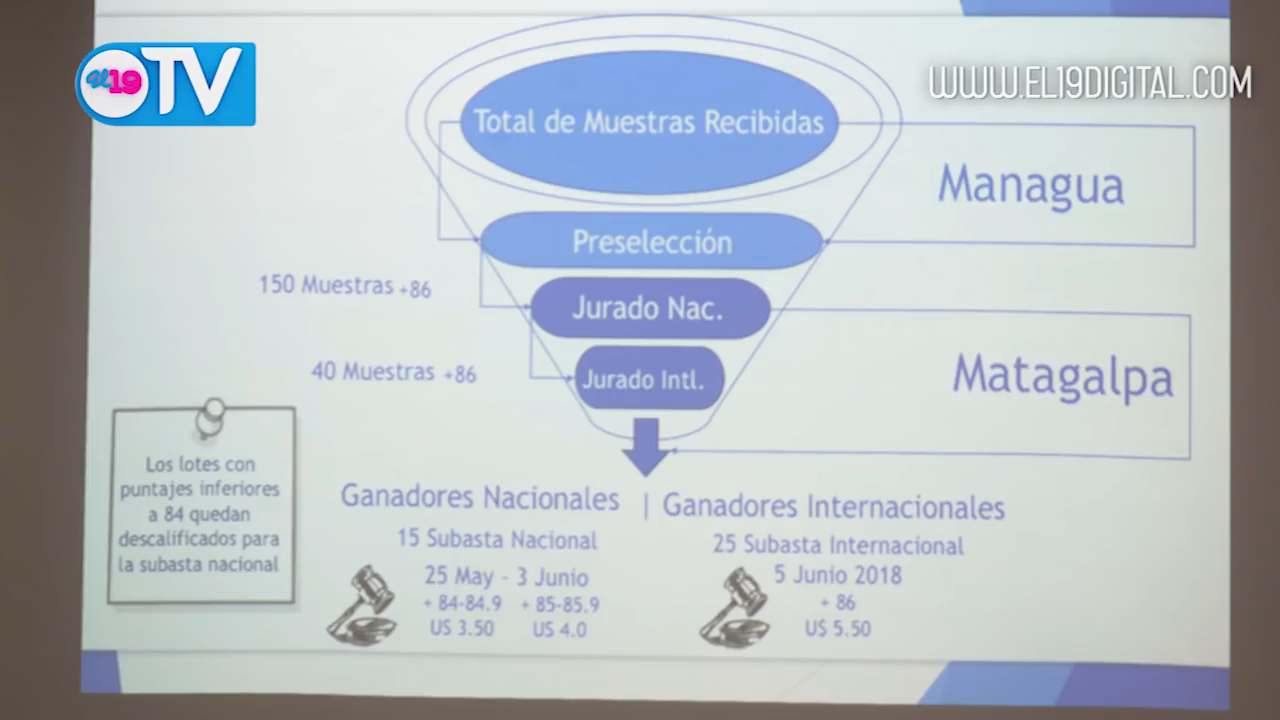 El 19 TV
WWW.EL19DIGITAL.COM
Total de Muestras Recibidas
Managua
Preselección
150 Muestras +86
Jurado Nac.
40 Muestras +86
Jurado Intl.
Matagalpa
Los lotes con
puntajes inferiores
a 84 quedan
descalificados para
la subasta nacional
Ganadores Nacionales | Ganadores Internacionales
15 Subasta Nacional
25 May - 3 Junio
+ 84-84.9 + 85-85.9
US 3.50 US 4.0
25 Subasta Internacional
5 Junio 2018
+ 86
U$ 5.50